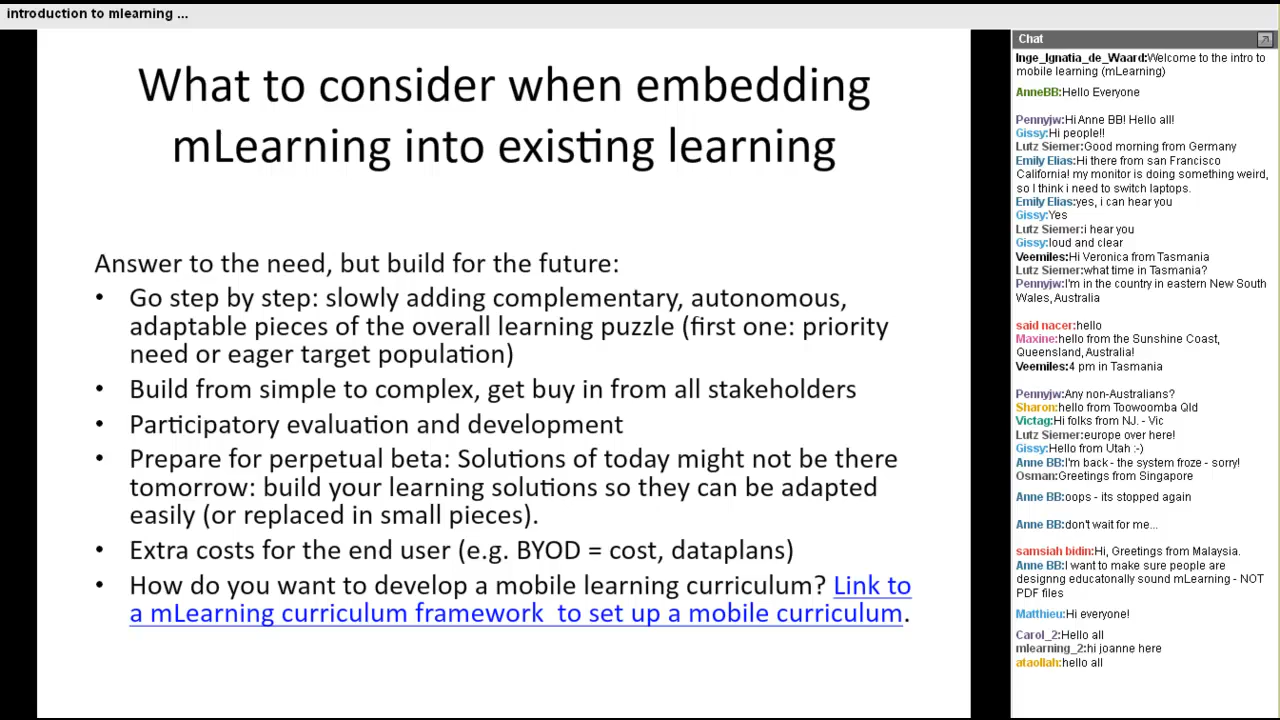 introduction to mlearning ...
What to consider when embedding
mLearning into existing learning
Answer to the need, but build for the future:
• Go step by step: slowly adding complementary, autonomous,
adaptable pieces of the overall learning puzzle (first one: priority
need or eager target population)
• Build from simple to complex, get buy in from all stakeholders
• Participatory evaluation and development
• Prepare for perpetual beta: Solutions of today might not be there
tomorrow: build your learning solutions so they can be adapted
easily (or replaced in small pieces).
• Extra costs for the end user (e.g. BYOD = cost, dataplans)
• How do you want to develop a mobile learning curriculum? Link to
a mLearning curriculum framework to set up a mobile curriculum.
Chat
Inge_Ignatia_de_Waard:Welcome to the intro to
mobile learning (mLearning)
AnneBB:Hello Everyone
Pennyjw:Hi Anne BB! Hello all!
Gissy:Hi people!!
Lutz Siemer:Good morning from Germany
Emily Elias:Hi there from san Francisco
California! my monitor is doing something weird,
so I think i need to switch laptops.
Emily Elias:yes, i can hear you
Gissy:Yes
Lutz Siemer:i hear you
Gissy:loud and clear
Veemiles:Hi Veronica from Tasmania
Lutz Siemer:what time in Tasmania?
Pennyjw:I'm in the country in eastern New South
Wales, Australia
said nacer:hello
Maxine:hello from the Sunshine Coast,
Queensland, Australia!
Veemiles:4 pm in Tasmania
Pennyjw:Any non-Australians?
Sharon:hello from Toowoomba Qld
Victag:Hi folks from NJ. - Vic
Lutz Siemer:europe over here!
Gissy:Hello from Utah :-)
Anne BB:I'm back - the system froze - sorry!
Osman:Greetings from Singapore
Anne BB:oops - its stopped again
Anne BB:don't wait for me...
samsiah bidin:Hi, Greetings from Malaysia.
Anne BB:I want to make sure people are
designng educatonally sound mLearning - NOT
PDF files
Matthieu:Hi everyone!
Carol_2:Hello all
mlearning_2:hi joanne here
ataollah:hello all